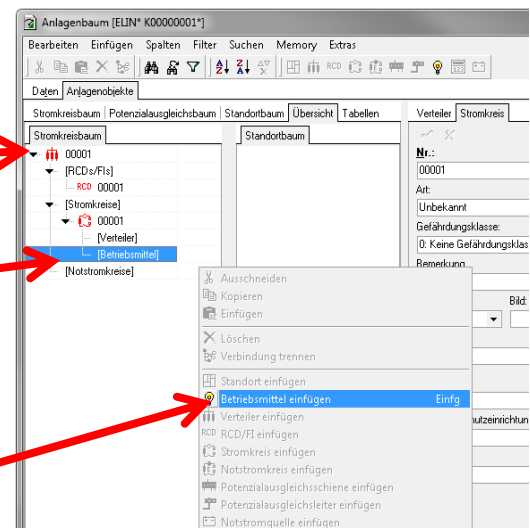 Anlagenbaum [ELIN* K00000001*]
Bearbeiten Einfügen Spalten Filter Suchen Memory Extras
RCD
Daten Anlagenobjekte
Stromkreisbaum Potenzialausgleichsbaum Standortbaum Übersicht Tabellen
Verteiler Stromkreis
Stromkreisbaum
Standortbaum
00001
[RCDs/FIs]
RCD 00001
[Stromkreise]
00001
[Verteiler]
[Betriebsmittel]
[Notstromkreise]
Nr.:
00001
Art:
Unbekannt
Gefährdungsklasse:
0: Keine Gefährdungsklas
Bemerkung
Bild:
Ausschneiden
Kopieren
Einfügen
Löschen
Verbindung trennen
Standort einfügen
Betriebsmittel einfügen Einfg
Verteiler einfügen
RCD RCD/FI einfügen
Stromkreis einfügen
Notstromkreis einfügen
Potenzialausgleichsschiene einfügen
Potenzialausgleichsleiter einfügen
Notstromquelle einfügen
utzeinrichtun